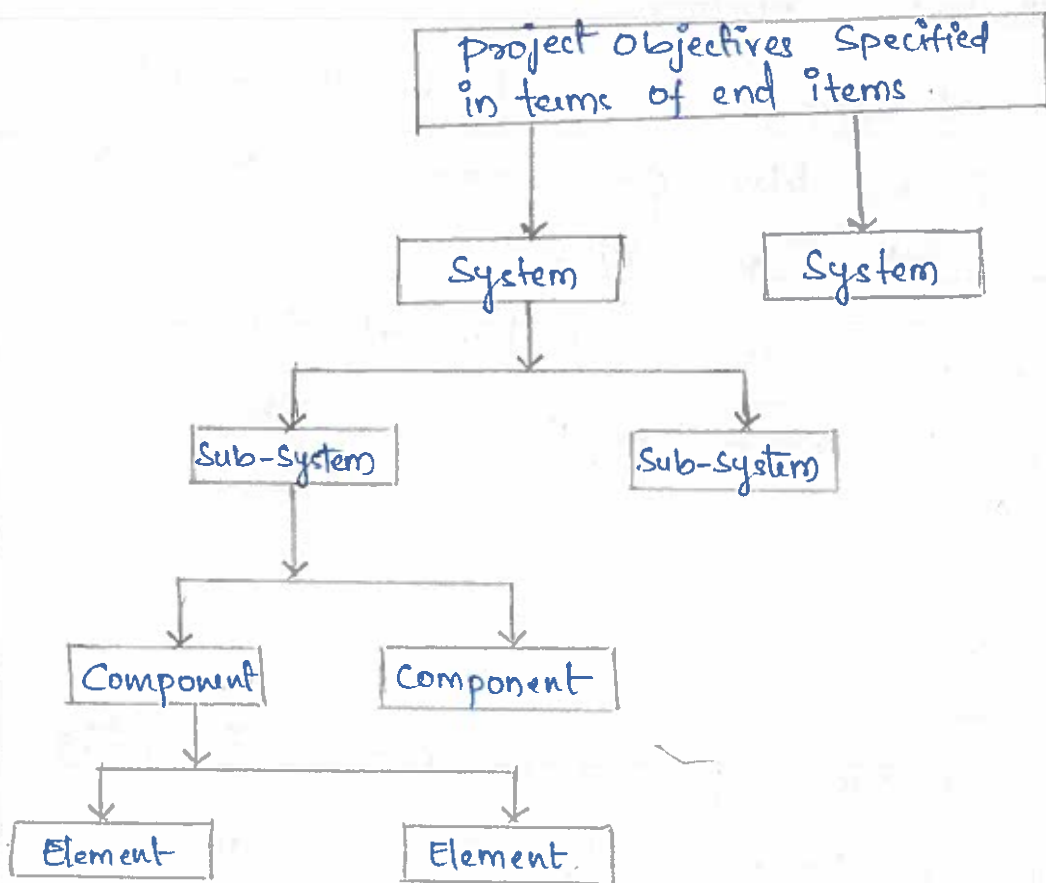 Project Objectives Specified
in terms of end items.
System
System
Sub-System
Sub-System
Component
Component
Element
Element.